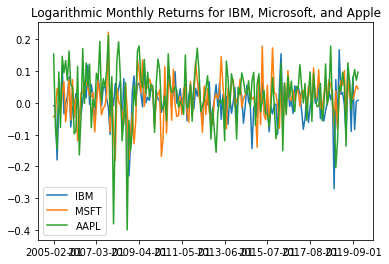 Logarithmic Monthly Returns for IBM, Microsoft, and Apple
0.2
0.1
0.0
−0.1
−0.2
−0.3
−0.4
IBM
MSFT
AAPL
2005-02-01 2007-03-01 2009-04-01 2011-05-01 2013-06-01 2015-07-01 2017-08-01 2019-09-01